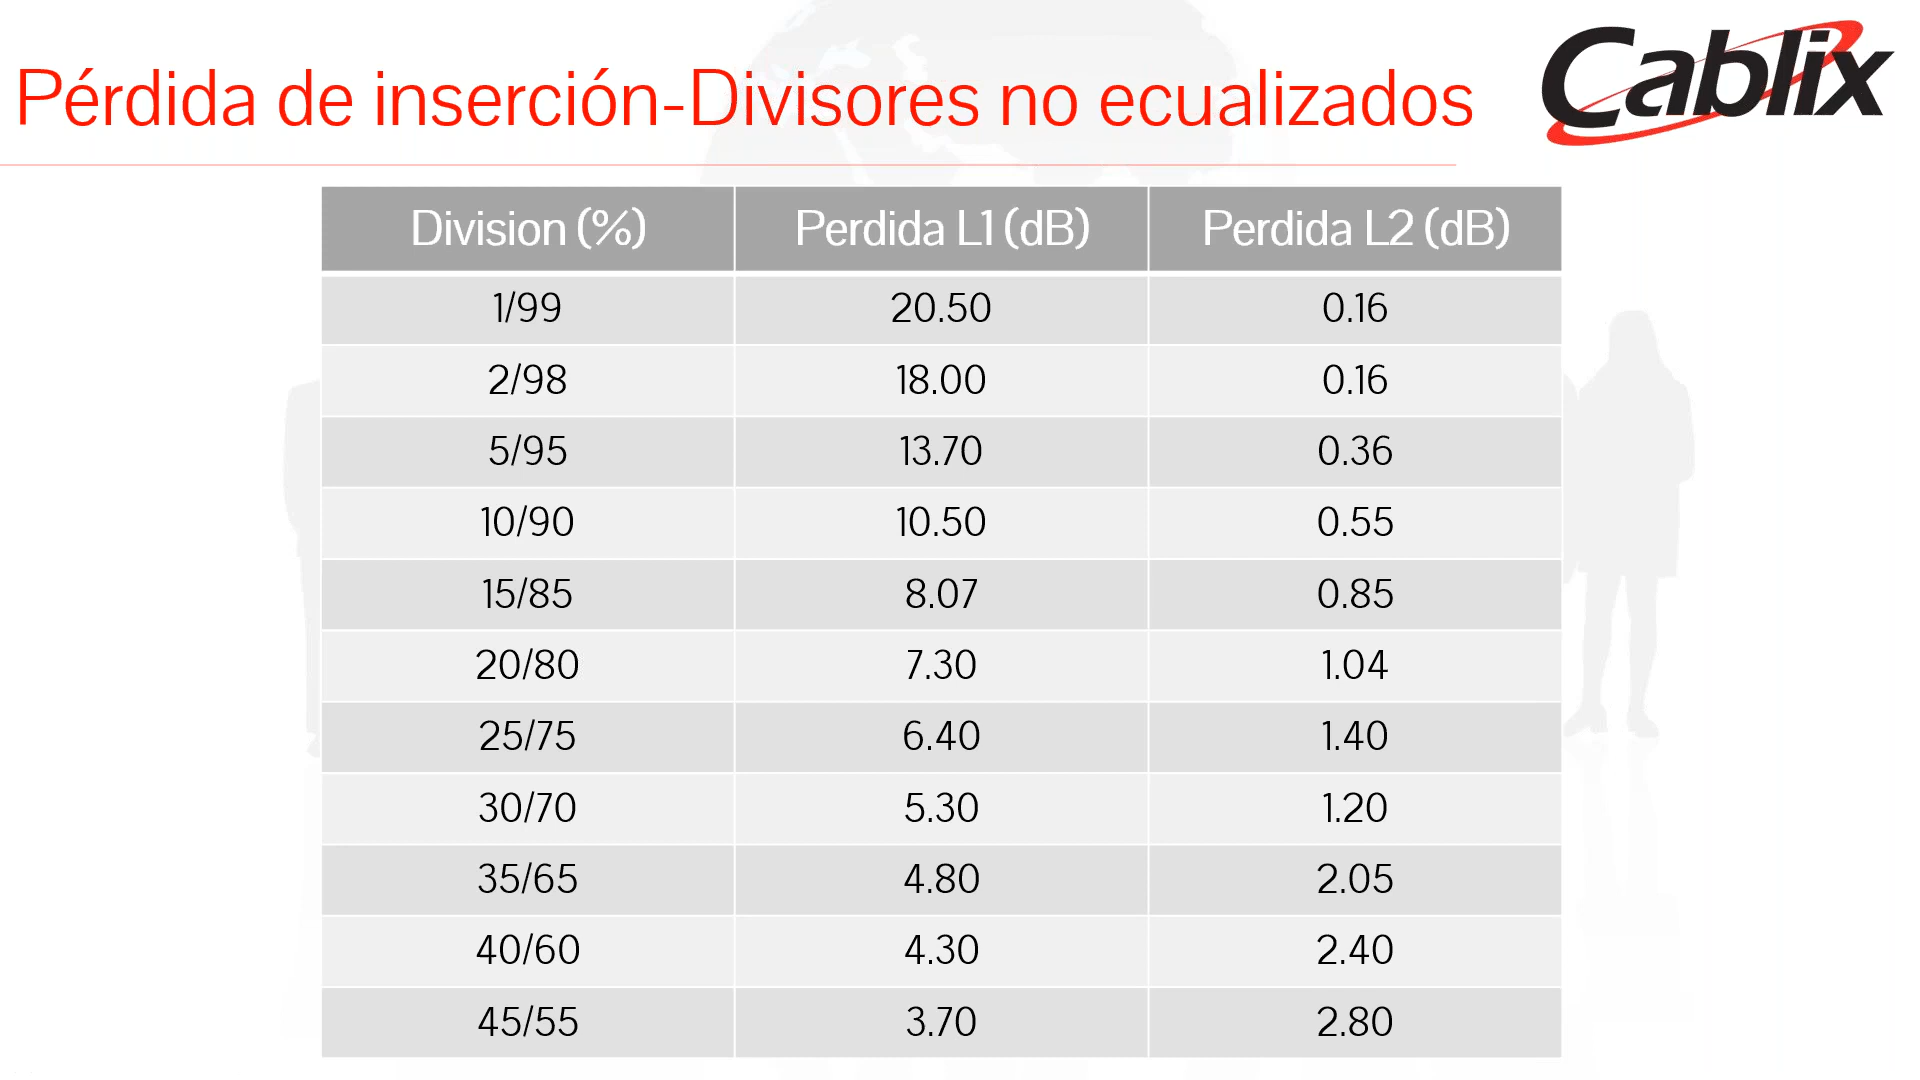 Pérdida de inserción-Divisores no ecualizados
Cablix
Division (%) Perdida L1 (dB) Perdida L2 (dB)
1/99 20.50 0.16
2/98 18.00 0.16
5/95 13.70 0.36
10/90 10.50 0.55
15/85 8.07 0.85
20/80 7.30 1.04
25/75 6.40 1.40
30/70 5.30 1.20
35/65 4.80 2.05
40/60 4.30 2.40
45/55 3.70 2.80